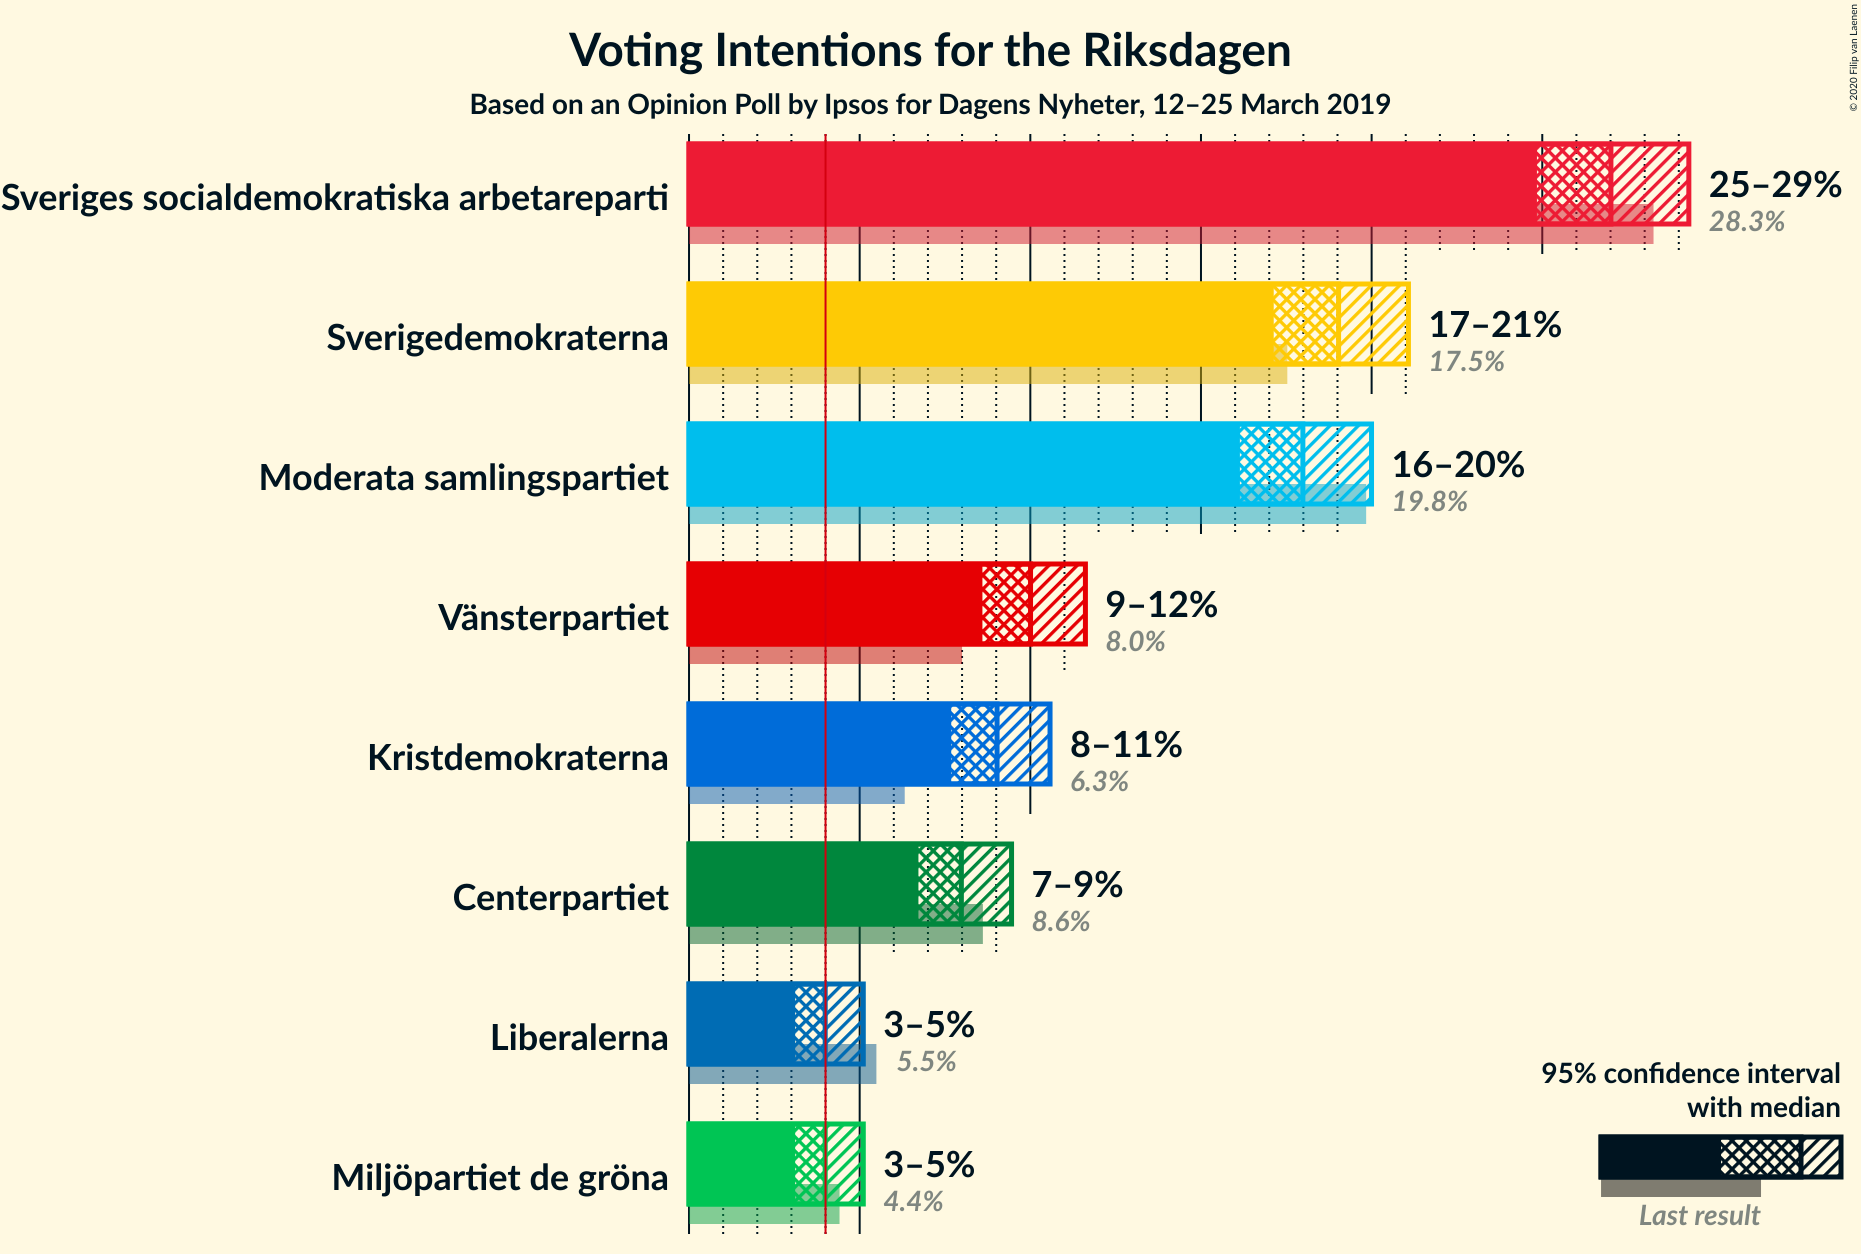 Voting Intentions for the Riksdagen
Based on an Opinion Poll by Ipsos for Dagens Nyheter, 12–25 March 2019
© 2020 Filip van Laenen
Sveriges socialdemokratiska arbetareparti
25–29%
28.3%
Sverigedemokraterna
17–21%
17.5%
Moderata samlingspartiet
16–20%
19.8%
Vänsterpartiet
9–12%
8.0%
Kristdemokraterna
8–11%
6.3%
Centerpartiet
7–9%
8.6%
Liberalerna
3–5%
5.5%
Miljöpartiet de gröna
3–5%
4.4%
95% confidence interval
with median
Last result